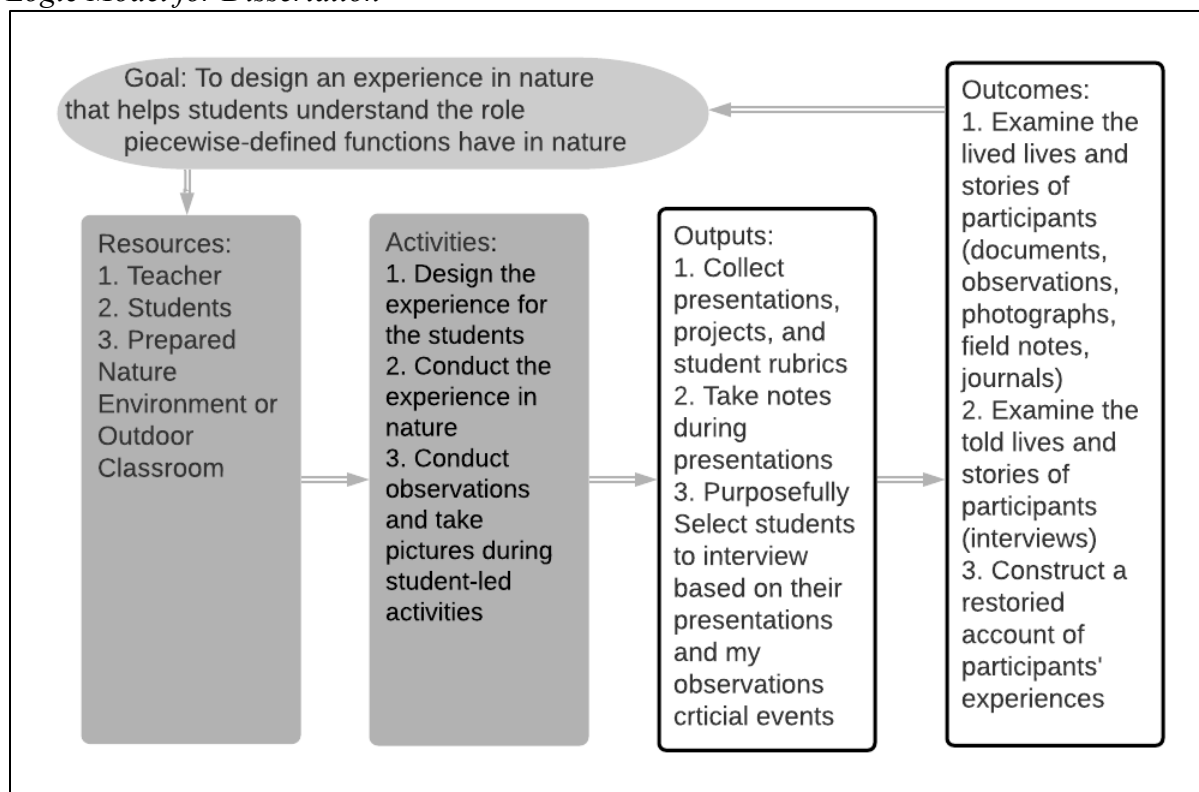 Logic Model for Dissertation
Goal: To design an experience in nature
that helps students understand the role
piecewise-defined functions have in nature
Resources:
1. Teacher
2. Students
3. Prepared
Nature
Environment or
Outdoor
Classroom
Activities:
1. Design the
experience for
the students
2. Conduct the
experience in
nature
3. Conduct
observations
and take
pictures during
student-led
activities
Outputs:
1. Collect
presentations,
projects, and
student rubrics
2. Take notes
during
presentations
3. Purposefully
Select students
to interview
based on their
presentations
and my
observations
crticial events
Outcomes:
1. Examine the
lived lives and
stories of
participants
(documents,
observations,
photographs,
field notes,
journals)
2. Examine the
told lives and
stories of
participants
(interviews)
3. Construct a
restoried
account of
participants'
experiences